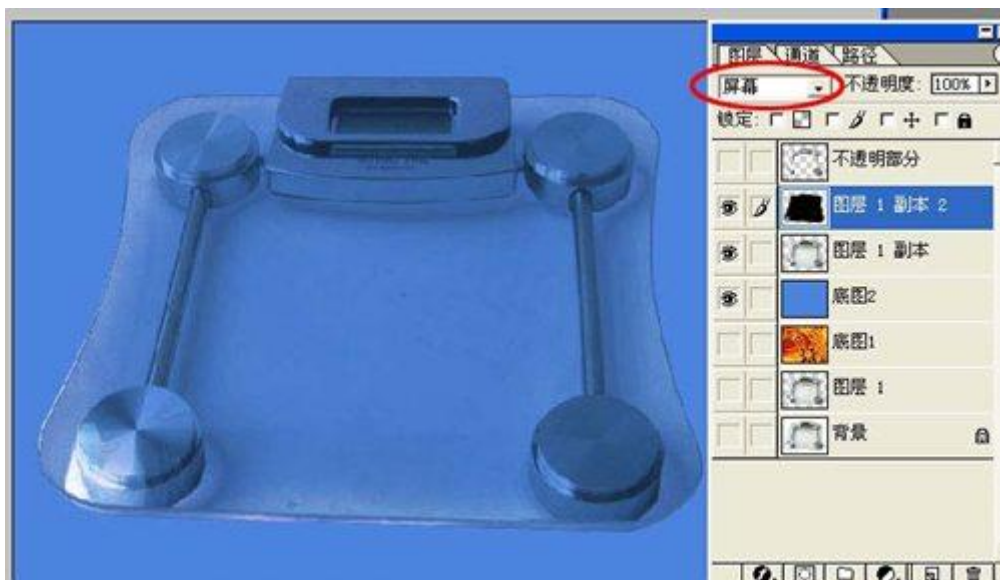 图层 通道 路径
屏幕 不透明度: 100%
锁定:
不透明部分
图层 1 副本 2
图层 1 副本
底图2
底图1
图层 1
背景